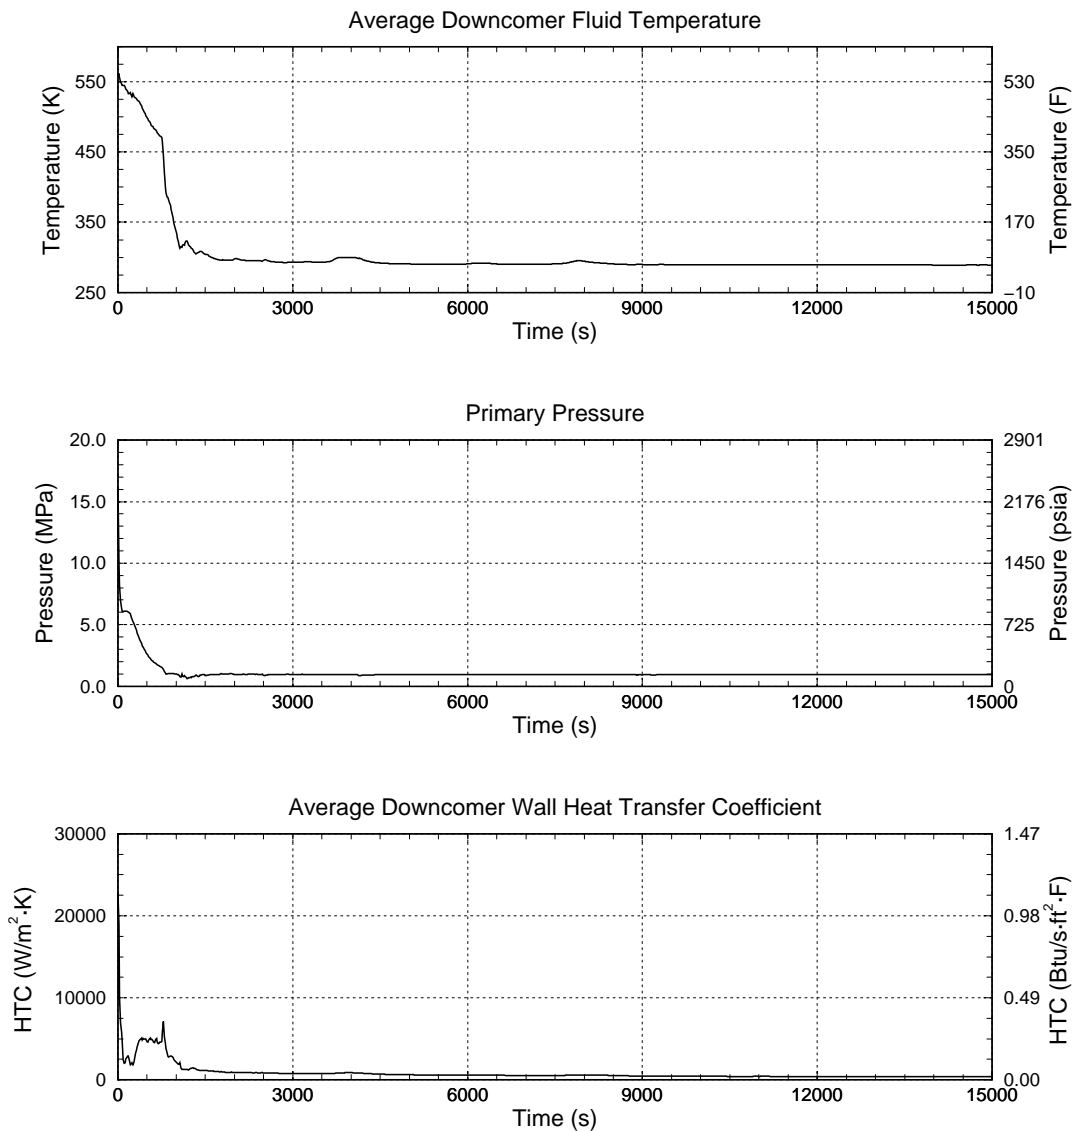 Average Downcomer Fluid Temperature
550
450
350
250
Temperature (K)
530
350
170
−10
Temperature (F)
0 3000 6000 9000 12000 15000
Time (s)
Primary Pressure
20.0
15.0
10.0
5.0
0.0
Pressure (MPa)
2901
2176
1450
725
0
Pressure (psia)
0 3000 6000 9000 12000 15000
Time (s)
Average Downcomer Wall Heat Transfer Coefficient
30000
20000
10000
0
HTC (W/m²·K)
1.47
0.98
0.49
0.00
HTC (Btu/s·ft²·F)
0 3000 6000 9000 12000 15000
Time (s)